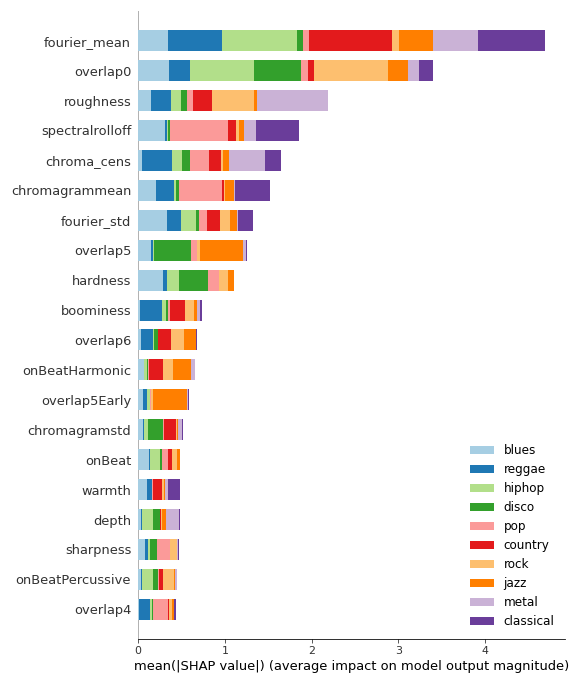 fourier_mean
overlap0
roughness
spectralrolloff
chroma_cens
chromagrammean
fourier_std
overlap5
hardness
boominess
overlap6
onBeatHarmonic
overlap5Early
chromagramstd
onBeat
warmth
depth
sharpness
onBeatPercussive
overlap4
blues
reggae
hiphop
disco
pop
country
rock
jazz
metal
classical
0 1 2 3 4
mean(|SHAP value|) (average impact on model output magnitude)